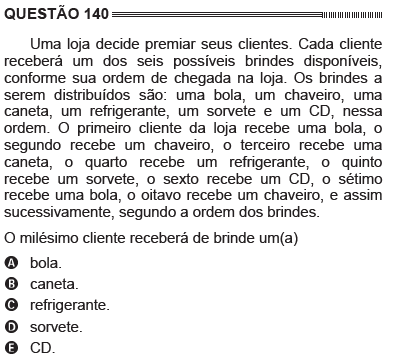 QUESTÃO 140
Uma loja decide premiar seus clientes. Cada cliente
receberá um dos seis possíveis brindes disponíveis,
conforme sua ordem de chegada na loja. Os brindes a
serem distribuídos são: uma bola, um chaveiro, uma
caneta, um refrigerante, um sorvete e um CD, nessa
ordem. O primeiro cliente da loja recebe uma bola, o
segundo recebe um chaveiro, o terceiro recebe uma
caneta, o quarto recebe um refrigerante, o quinto
recebe um sorvete, o sexto recebe um CD, o sétimo
recebe uma bola, o oitavo recebe um chaveiro, e assim
sucessivamente, segundo a ordem dos brindes.
O milésimo cliente receberá de brinde um(a)
A bola.
B caneta.
C refrigerante.
D sorvete.
E CD.